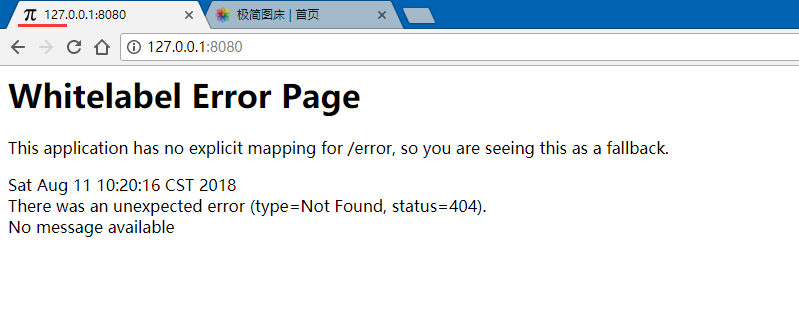 π 127.0.0.1:8080
极简图床 | 首页
127.0.0.1:8080
Whitelabel Error Page
This application has no explicit mapping for /error, so you are seeing this as a fallback.
Sat Aug 11 10:20:16 CST 2018
There was an unexpected error (type=Not Found, status=404).
No message available